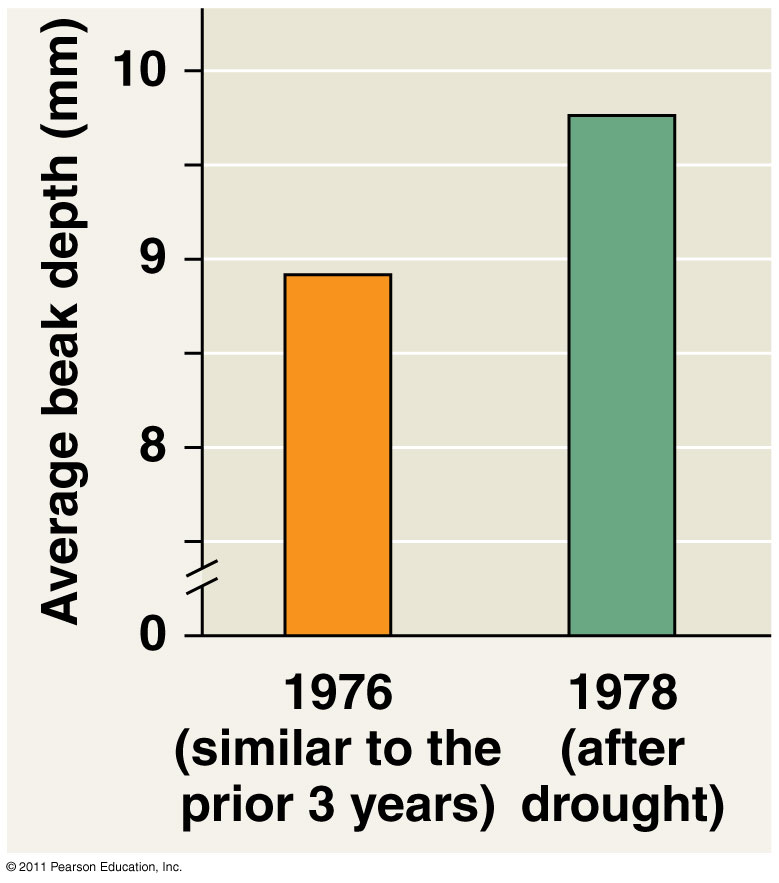 Average beak depth (mm)
10
9
8
0
1976
(similar to the
prior 3 years)
1978
(after
drought)
© 2011 Pearson Education, Inc.